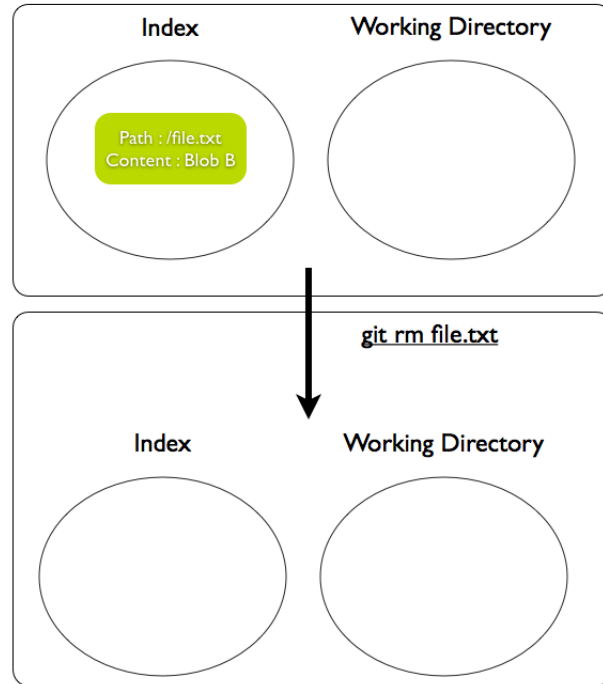 Index
Working Directory
Path : /file.txt
Content : Blob B
git rm file.txt
Index
Working Directory